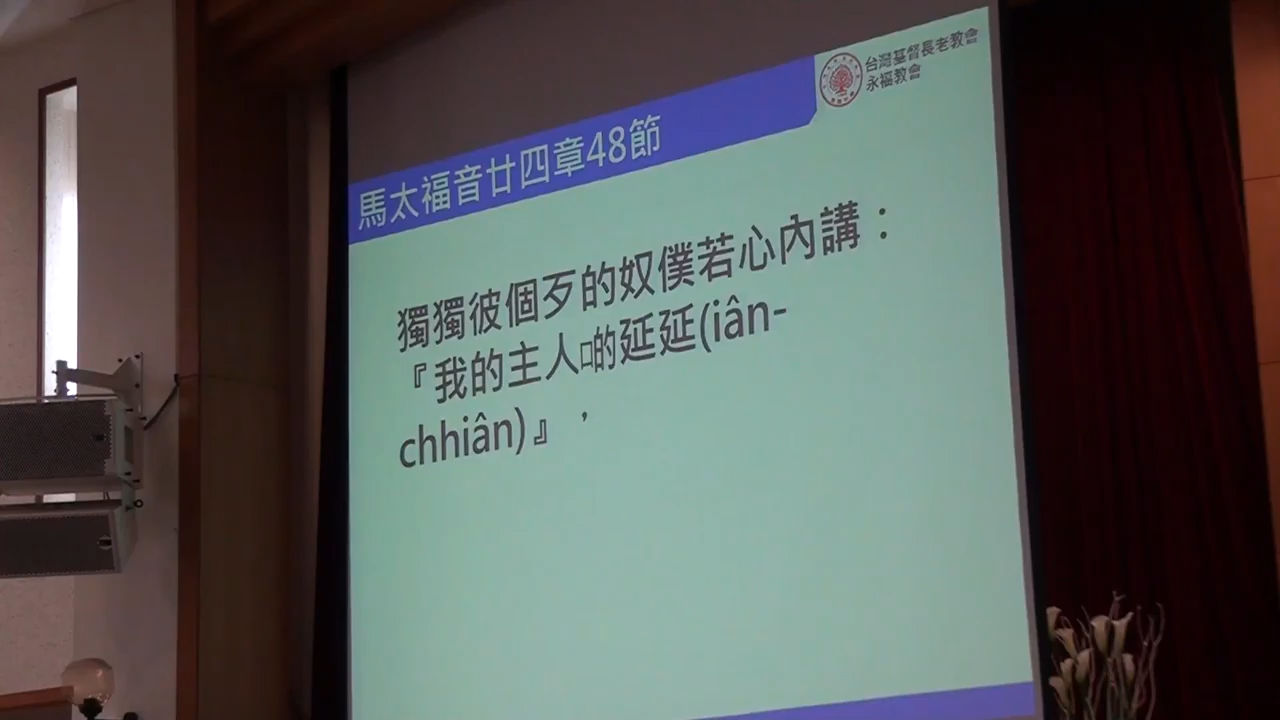 台灣基督長老教會
永福教會
馬太福音廿四章48節
獨獨彼個歹的奴僕若心內講：
『我的主人□的延延(iân-
chhiân)』，